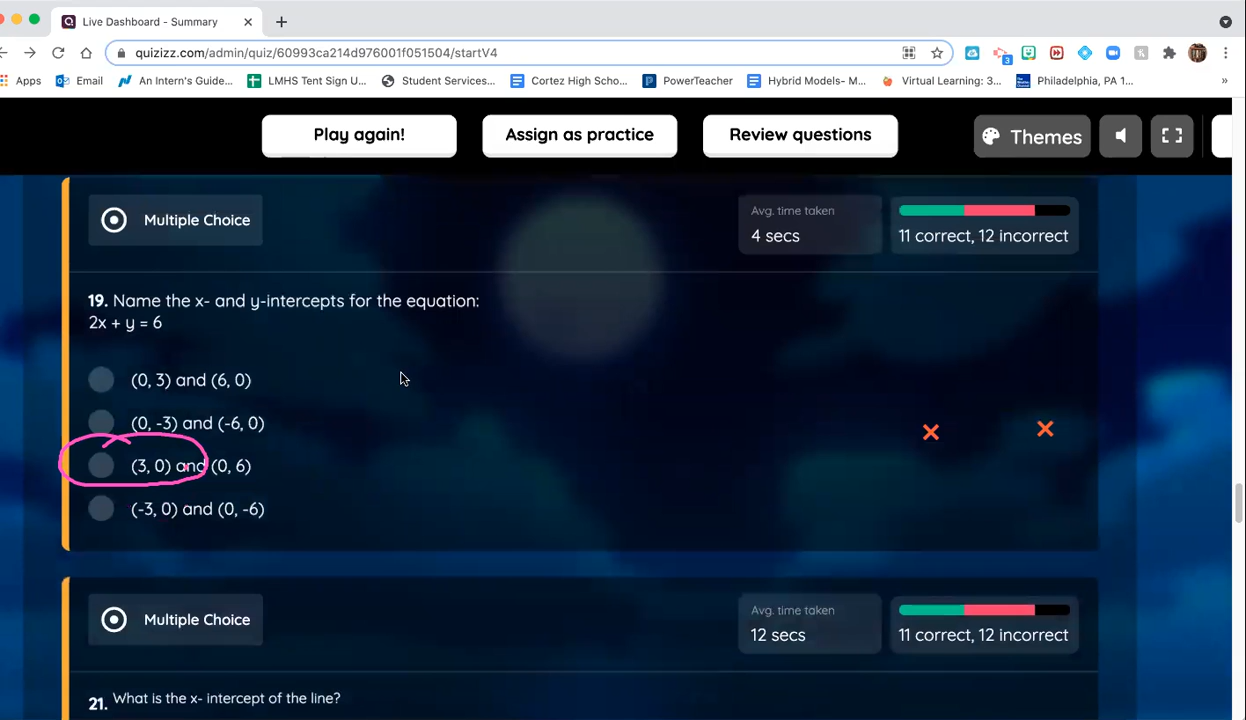 Live Dashboard - Summary
quizizz.com/admin/quiz/60993ca214d976001f051504/startV4
3
Apps
Email
An Intern's Guide...
LMHS Tent Sign U...
Student Services...
Cortez High Scho...
PowerTeacher
Hybrid Models- M...
Virtual Learning: 3...
Philadelphia, PA 1...
»
Play again!
Assign as practice
Review questions
Themes
Multiple Choice
Avg. time taken
4 secs
11 correct, 12 incorrect
19. Name the x- and y-intercepts for the equation:
2x + y = 6
(0, 3) and (6, 0)
(0, -3) and (-6, 0)
(3, 0) and (0, 6)
(-3, 0) and (0, -6)
Multiple Choice
Avg. time taken
12 secs
11 correct, 12 incorrect
21. What is the x- intercept of the line?